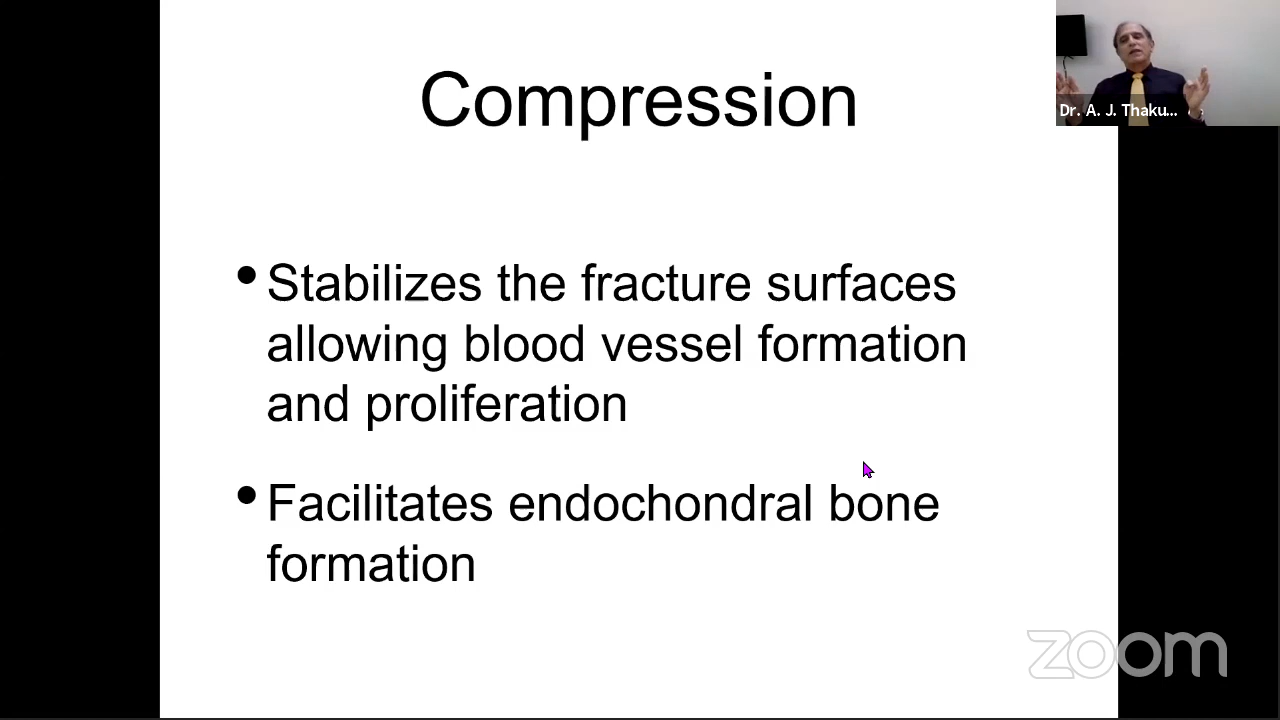 Compression
Dr. A. J. Thaku...
• Stabilizes the fracture surfaces
allowing blood vessel formation
and proliferation
• Facilitates endochondral bone
formation
zoom